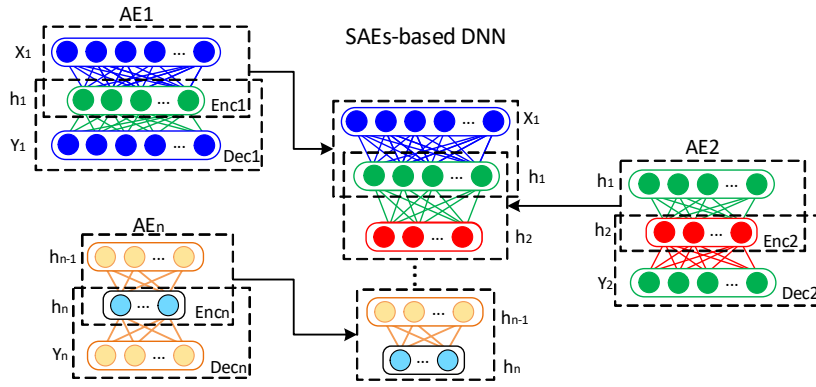 AE1
SAEs-based DNN
X1
...
h1
...
Enc1
Y1
...
Dec1
X1
...
h1
...
h2
...
AE2
h1
...
h2
...
Enc2
Y2
...
Dec2
AEn
hn-1
...
hn
...
Encn
Yn
...
Decn
hn-1
...
hn
...